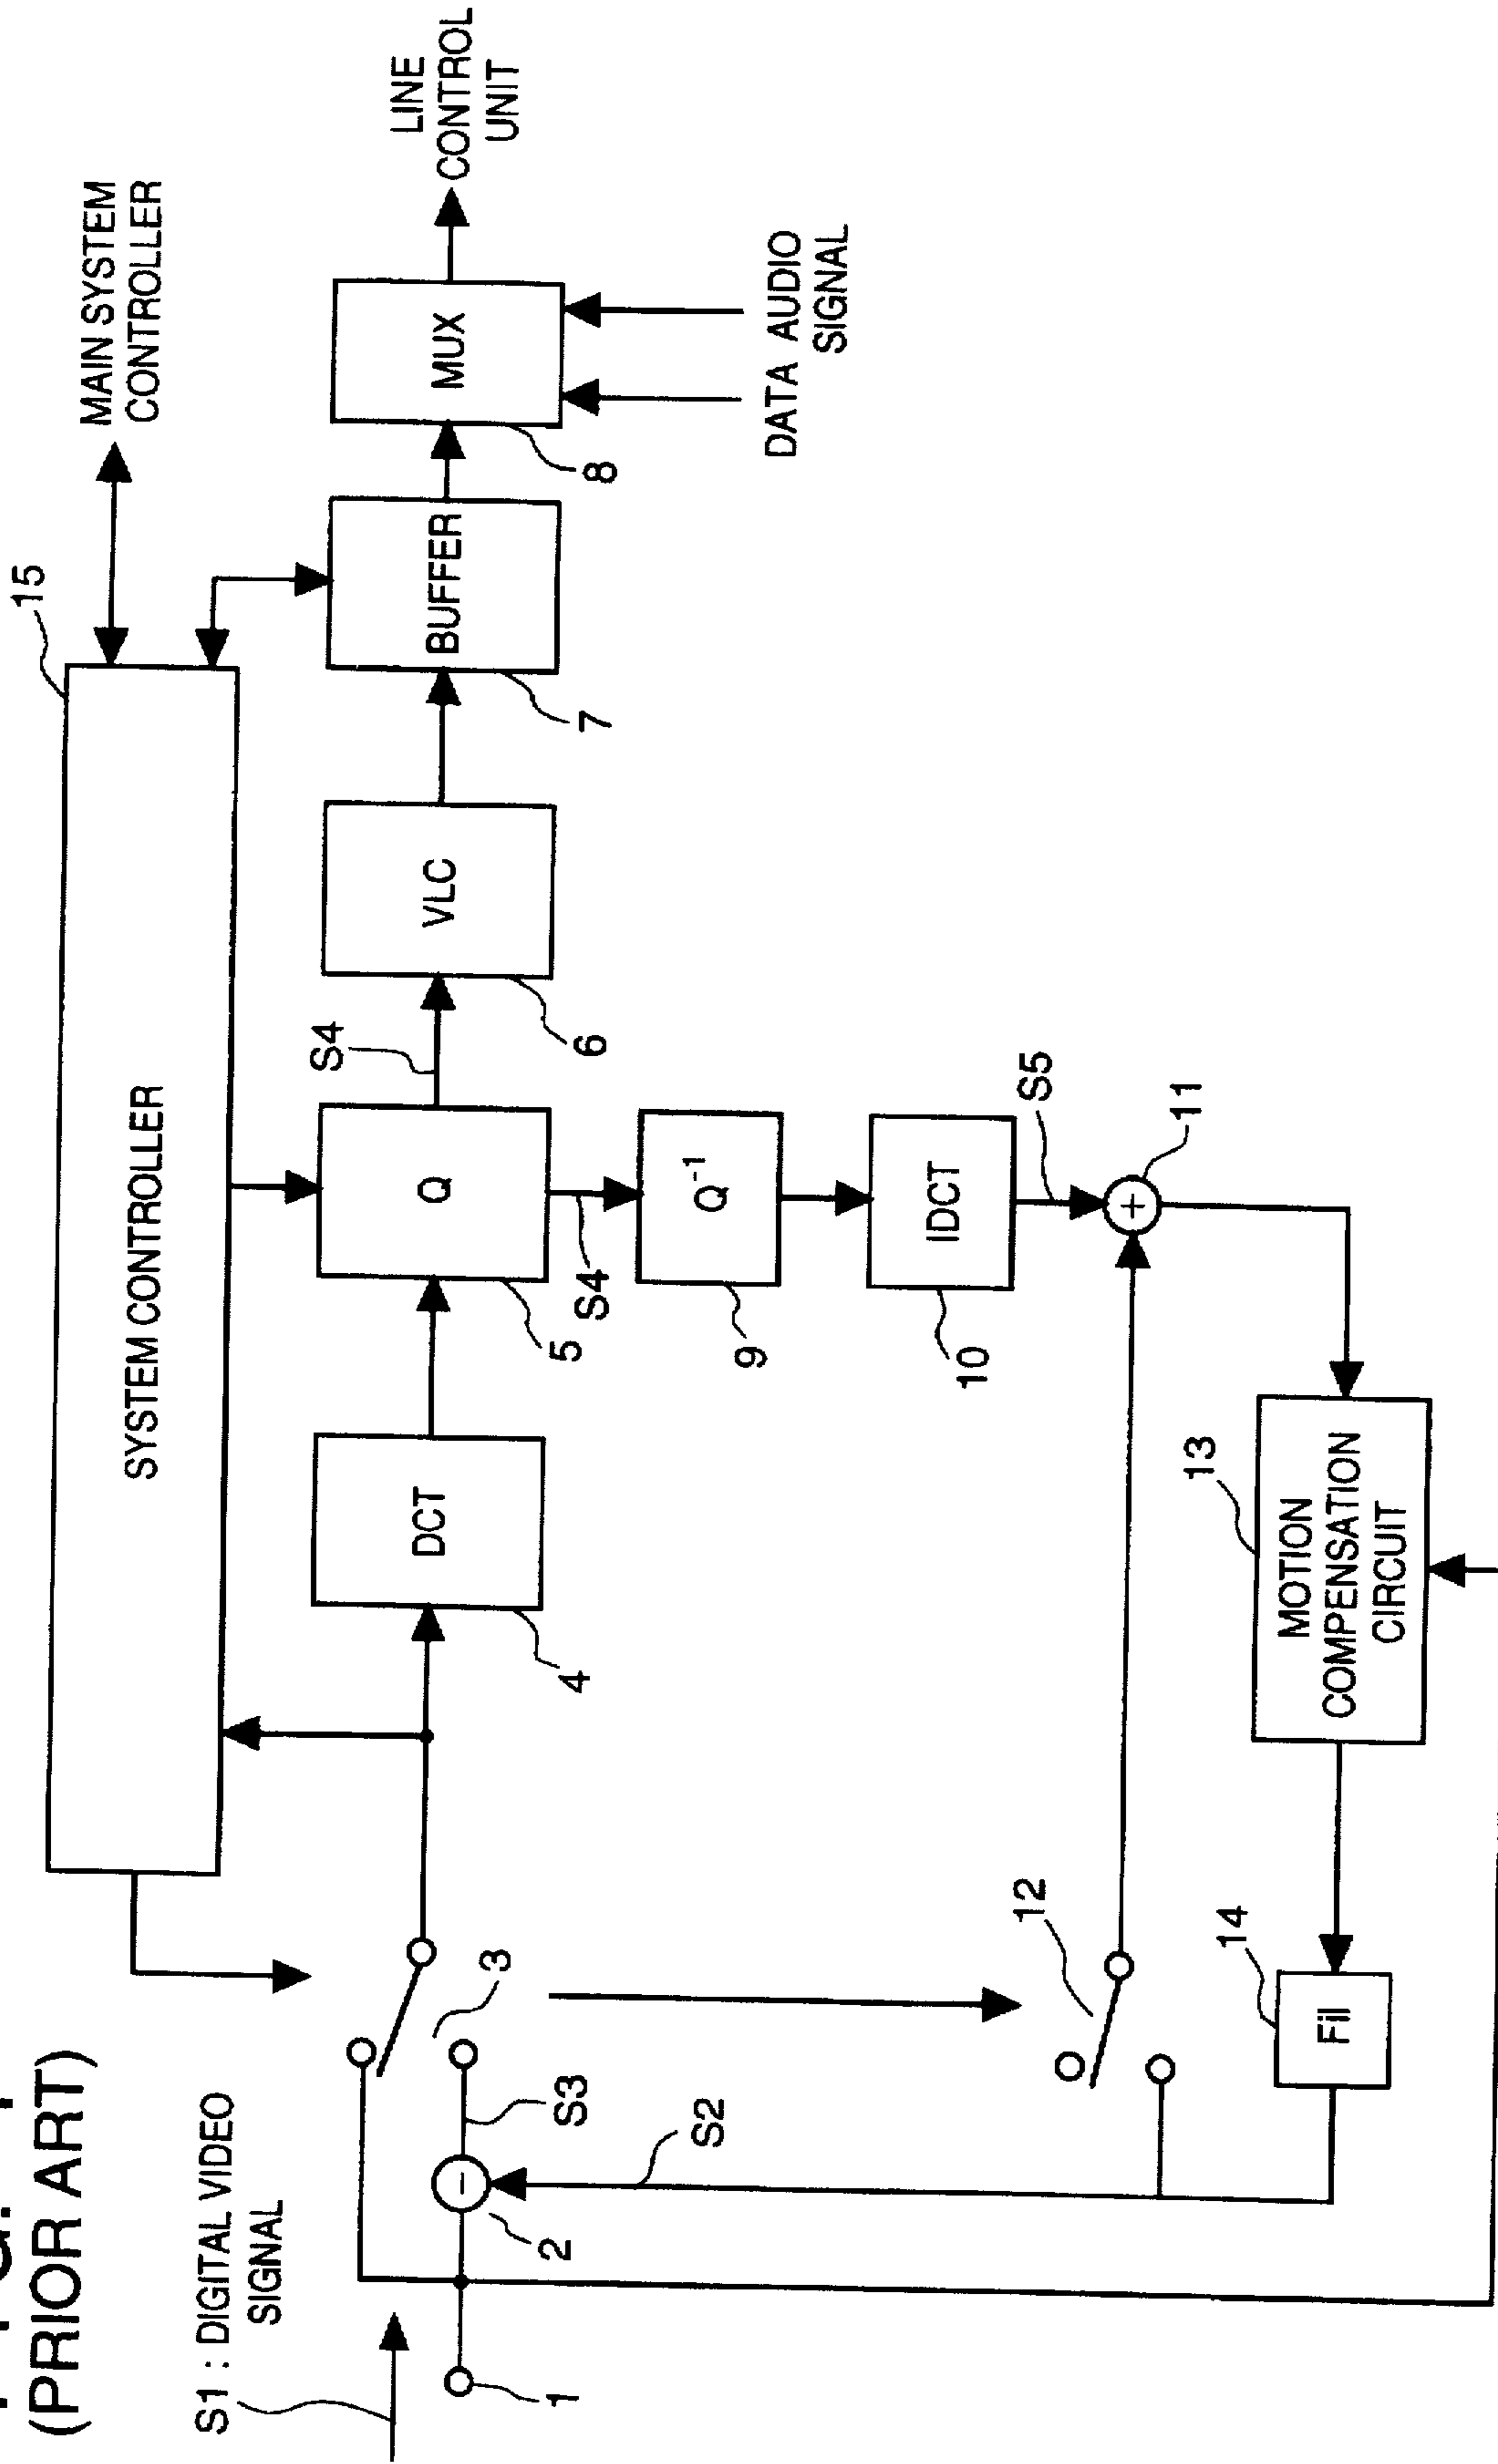 (PRIOR ART)
S1 : DIGITAL VIDEO
SIGNAL
15
MAIN SYSTEM
CONTROLLER
SYSTEM CONTROLLER
LINE
CONTROL
UNIT
DCT
Q
VLC
BUFFER
MUX
S4
1
2
3
4
5
6
7
8
S3
S2
S4
DATA AUDIO
SIGNAL
Q-1
9
IDCT
10
S5
11
12
13
MOTION
COMPENSATION
CIRCUIT
14
Fil
+
−